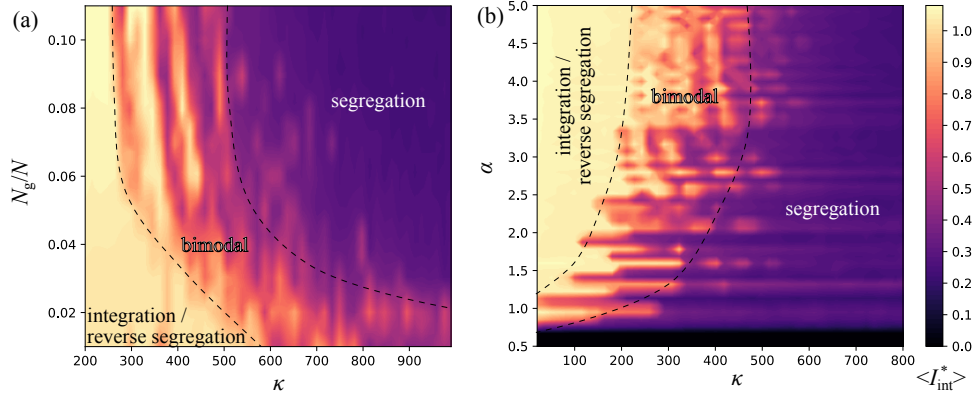 (a)
0.10
0.08
0.06
0.04
0.02
N_g/N
segregation
bimodal
integration /
reverse segregation
200 300 400 500 600 700 800 900
κ
(b)
5.0
4.5
4.0
3.5
3.0
2.5
2.0
1.5
1.0
0.5
α
integration /
reverse segregation
bimodal
segregation
100 200 300 400 500 600 700 800
κ
1.0
0.9
0.8
0.7
0.6
0.5
0.4
0.3
0.2
0.1
0.0
<I*_int>